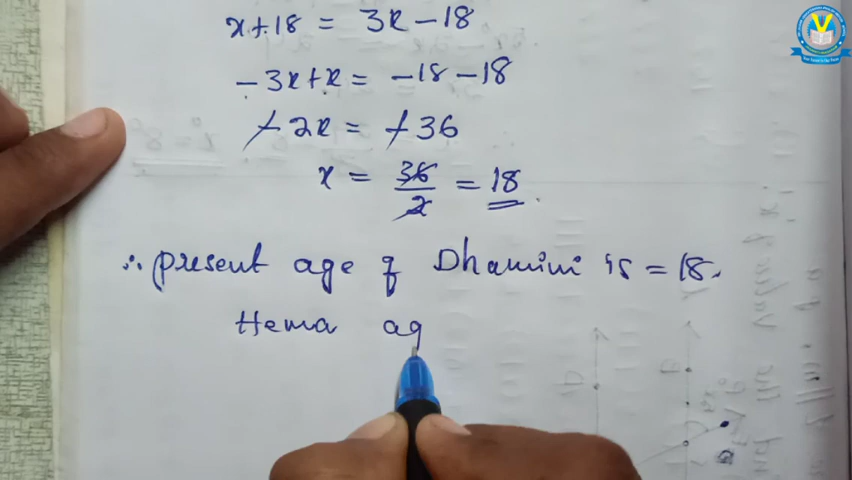 x+18 = 3x-18
-3x+x = -18-18
-2x = -36
x = 36/2 = 18.
∴ present age of Dhamini is = 18.
Hema ag